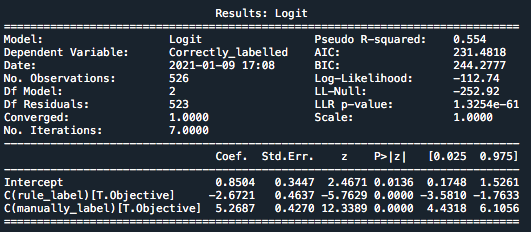 Results: Logit
Model: Logit Pseudo R-squared: 0.554
Dependent Variable: Correctly_labelled AIC: 231.4818
Date: 2021-01-09 17:08 BIC: 244.2777
No. Observations: 526 Log-Likelihood: -112.74
Df Model: 2 LL-Null: -252.92
Df Residuals: 523 LLR p-value: 1.3254e-61
Converged: 1.0000 Scale: 1.0000
No. Iterations: 7.0000
Coef. Std.Err. z P>|z| [0.025 0.975]
Intercept 0.8504 0.3447 2.4671 0.0136 0.1748 1.5261
C(rule_label)[T.Objective] -2.6721 0.4637 -5.7629 0.0000 -3.5810 -1.7633
C(manually_label)[T.Objective] 5.2687 0.4270 12.3389 0.0000 4.4318 6.1056